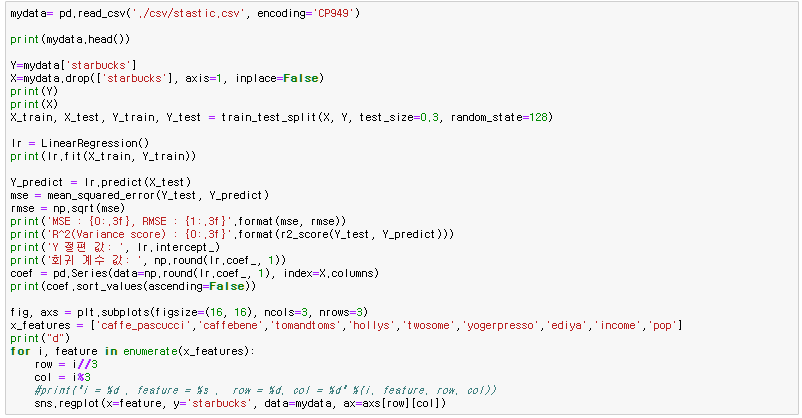 mydata= pd.read_csv('./csv/stastic.csv', encoding='CP949')
print(mydata.head())
Y=mydata['starbucks']
X=mydata.drop(['starbucks'], axis=1, inplace=False)
print(Y)
print(X)
X_train, X_test, Y_train, Y_test = train_test_split(X, Y, test_size=0.3, random_state=128)
lr = LinearRegression()
print(lr.fit(X_train, Y_train))
Y_predict = lr.predict(X_test)
mse = mean_squared_error(Y_test, Y_predict)
rmse = np.sqrt(mse)
print('MSE : {0:.3f}, RMSE : {1:.3f}'.format(mse, rmse))
print('R^2(Variance score) : {0:.3f}'.format(r2_score(Y_test, Y_predict)))
print('Y 절편 값: ', lr.intercept_)
print('회귀 계수 값: ', np.round(lr.coef_, 1))
coef = pd.Series(data=np.round(lr.coef_, 1), index=X.columns)
print(coef.sort_values(ascending=False))
fig, axs = plt.subplots(figsize=(16, 16), ncols=3, nrows=3)
x_features = ['caffe_pascucci','caffebene','tomandtoms','hollys','twosome','yogerpresso','ediya','income','pop']
print("d")
for i, feature in enumerate(x_features):
row = i//3
col = i%3
#print("i = %d , feature = %s , row = %d, col = %d" %(i, feature, row, col))
sns.regplot(x=feature, y='starbucks', data=mydata, ax=axs[row][col])